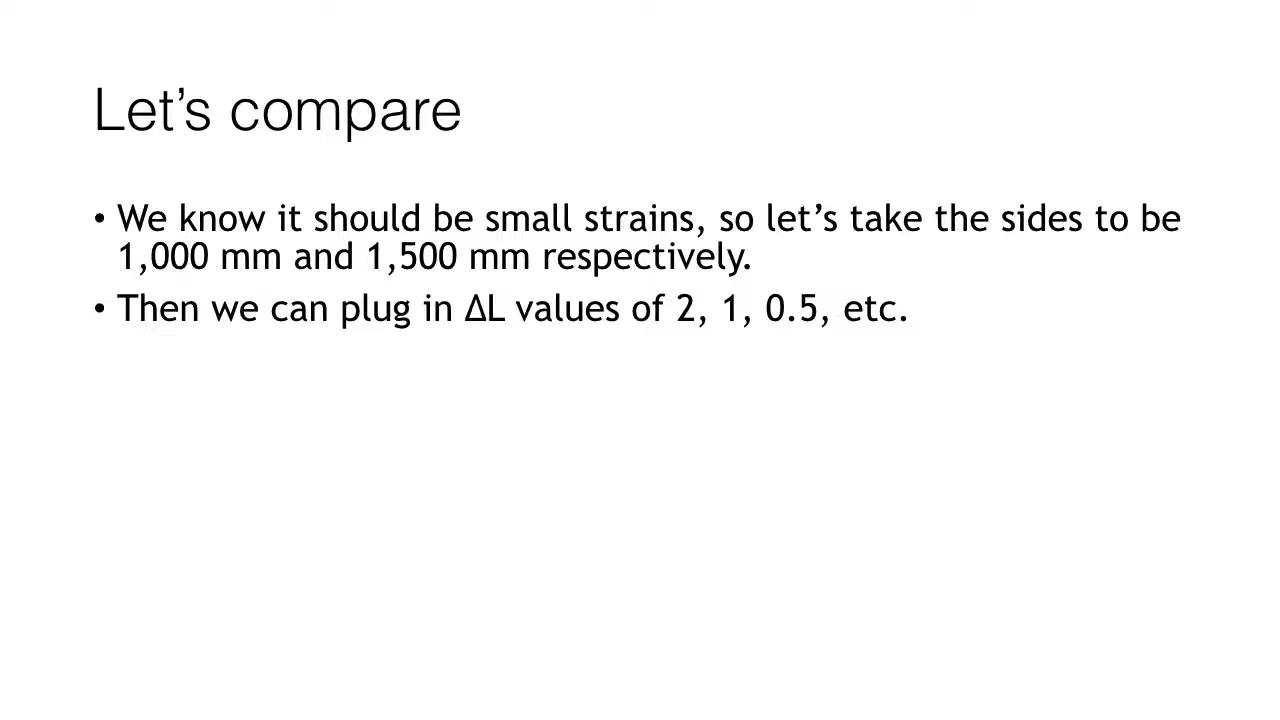 Let’s compare
• We know it should be small strains, so let’s take the sides to be
1,000 mm and 1,500 mm respectively.
• Then we can plug in ΔL values of 2, 1, 0.5, etc.